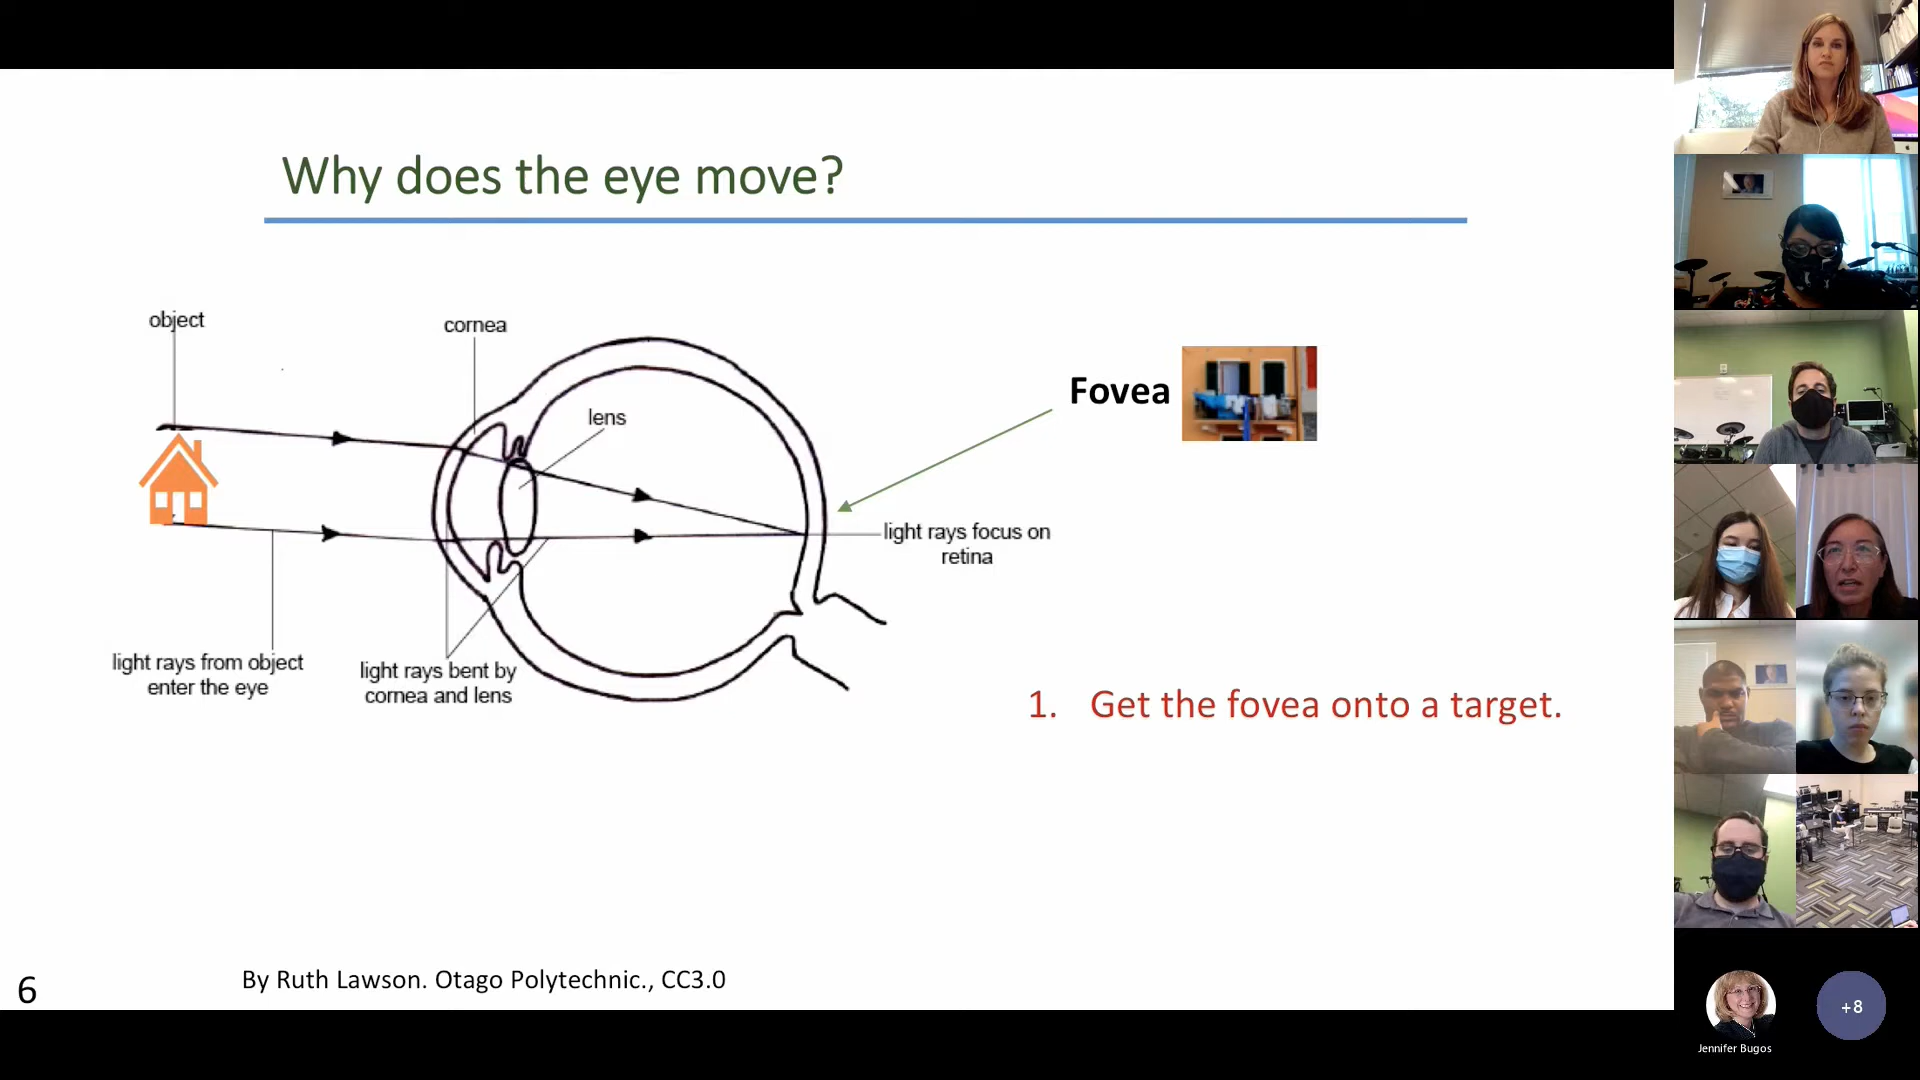 Why does the eye move?
object
cornea
lens
Fovea
light rays focus on
retina
light rays from object
enter the eye
light rays bent by
cornea and lens
1. Get the fovea onto a target.
By Ruth Lawson. Otago Polytechnic., CC3.0
6
+8
Jennifer Bugos